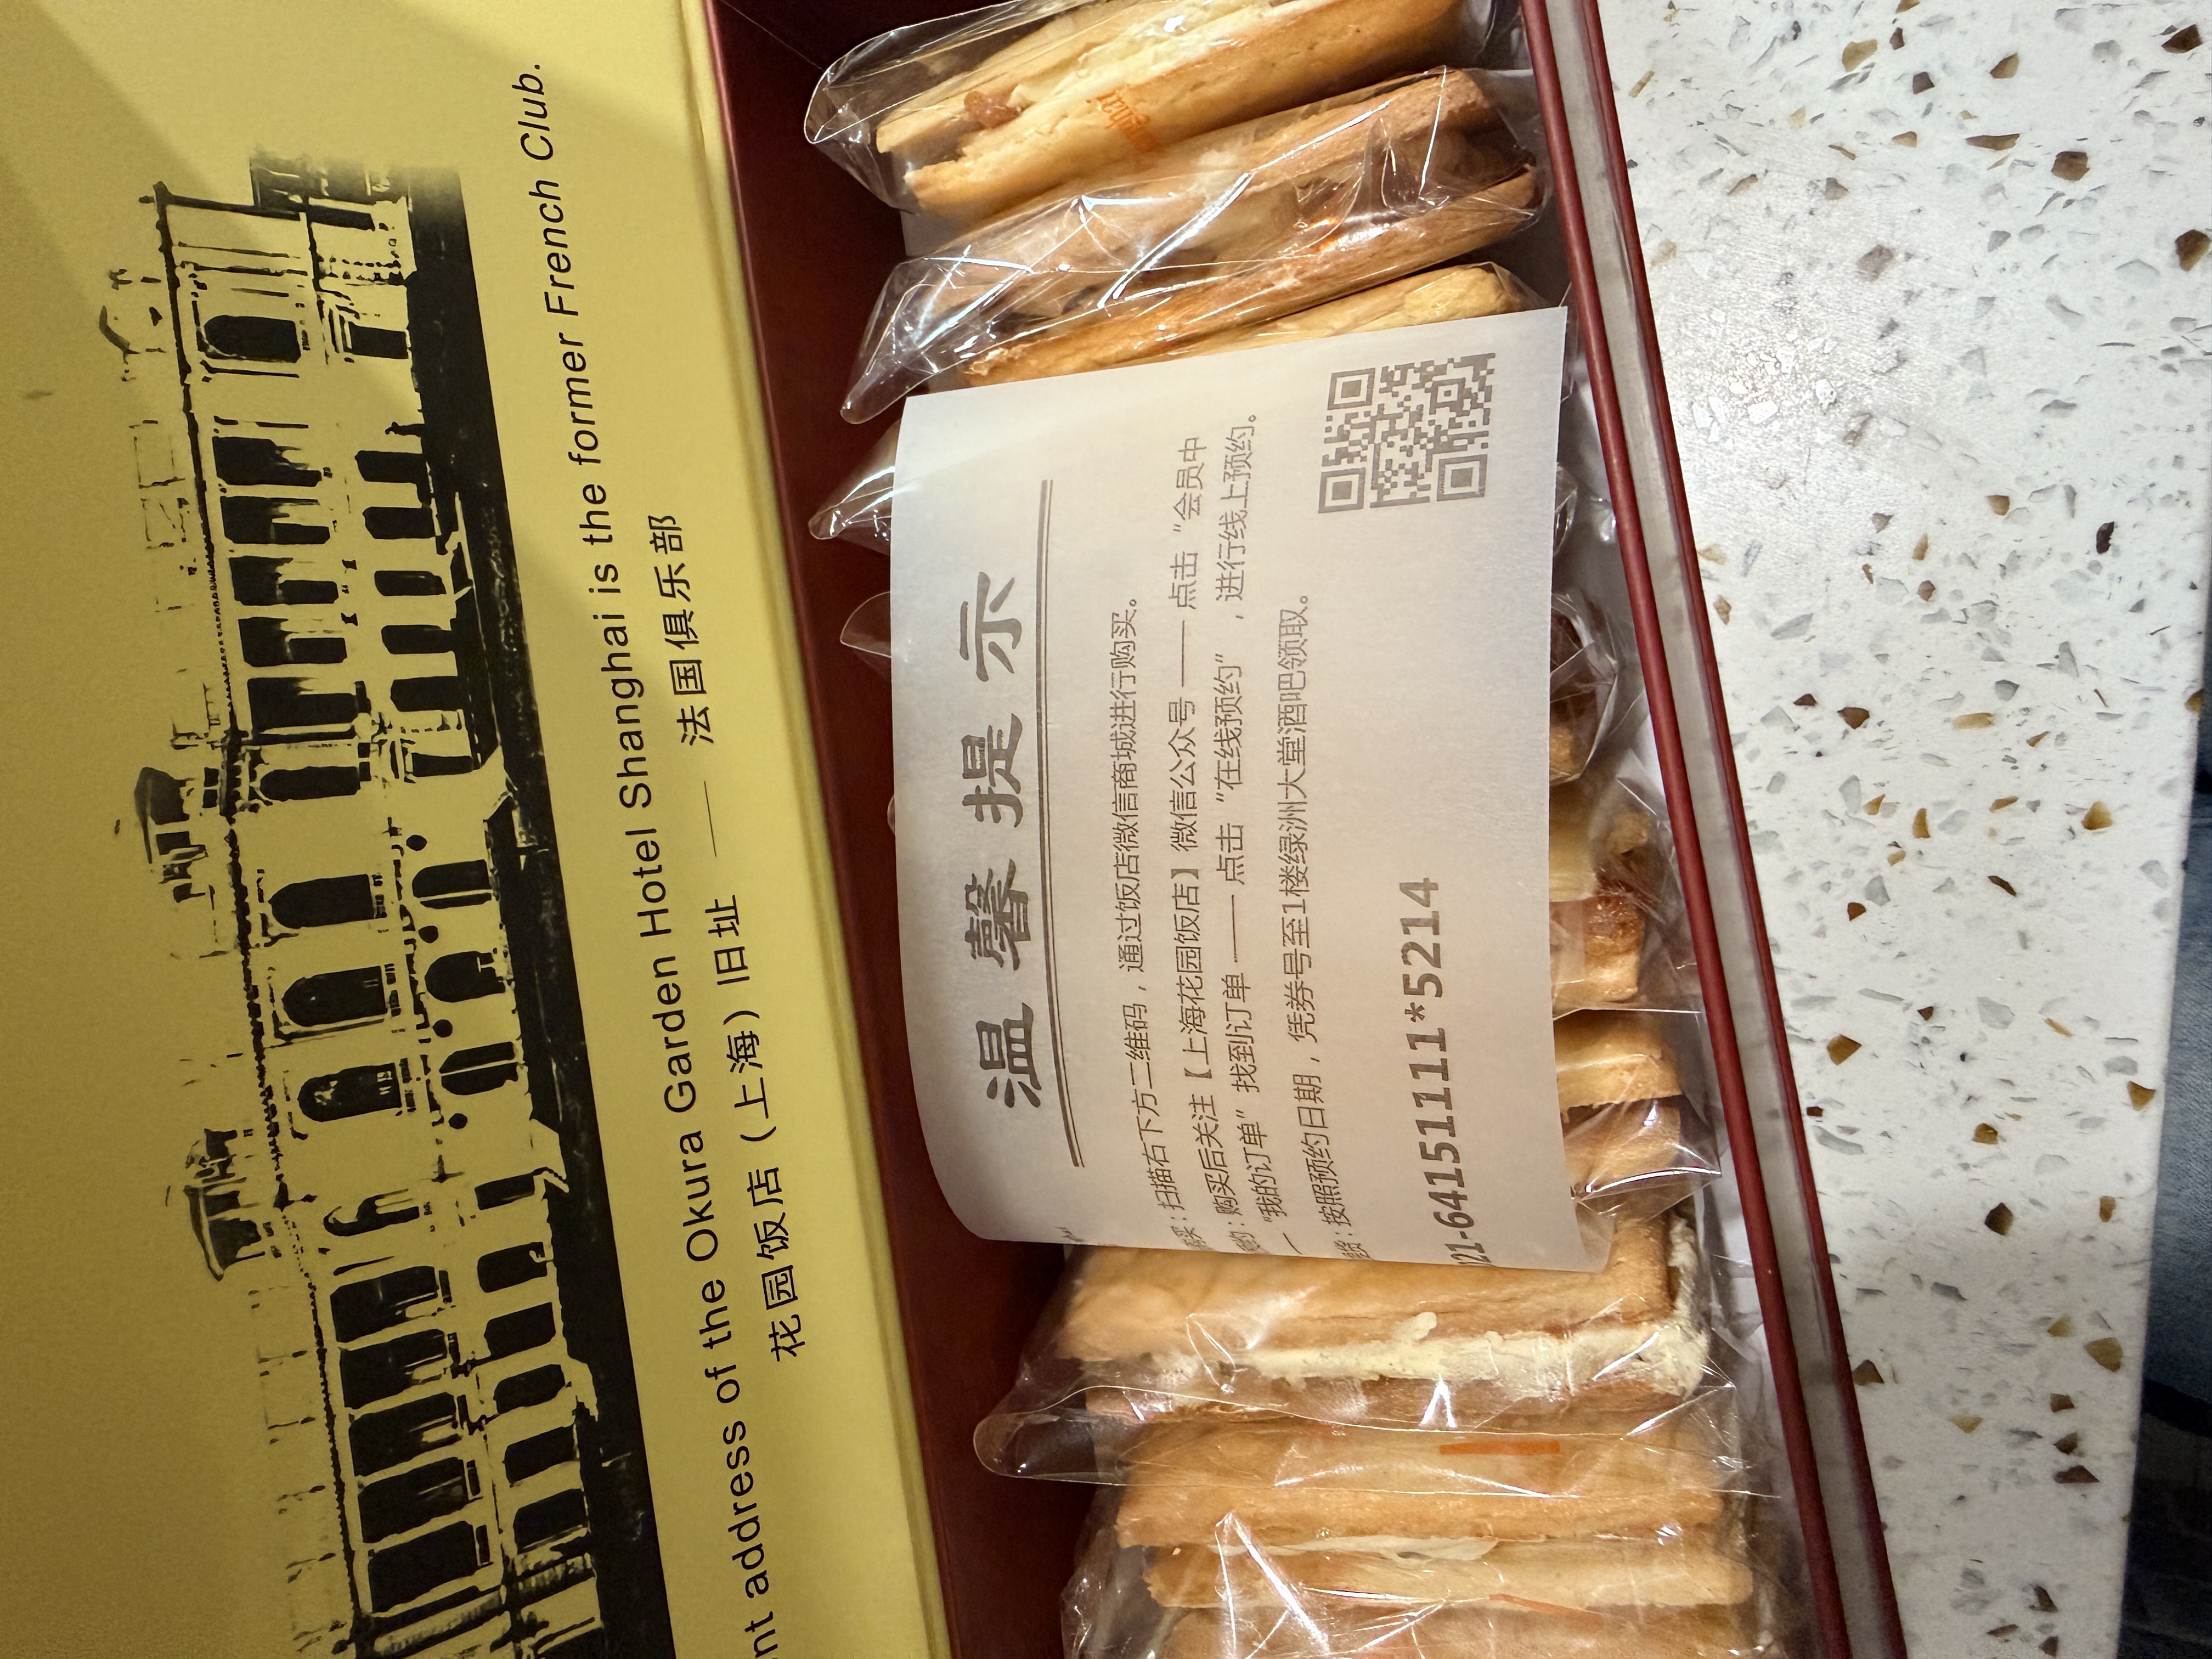 nt address of the Okura Garden Hotel Shanghai is the former French Club.
花园饭店（上海）旧址 —— 法国俱乐部
温馨提示
买：扫描右下方二维码，通过饭店微信商城进行购买。
约：购买后关注【上海花园饭店】微信公众号 —— 点击“会员中
“我的订单”找到订单 —— 点击“在线预约”，进行线上预约。
按照预约日期，凭券号至1楼绿洲大堂酒吧领取。
21-64151111*5214